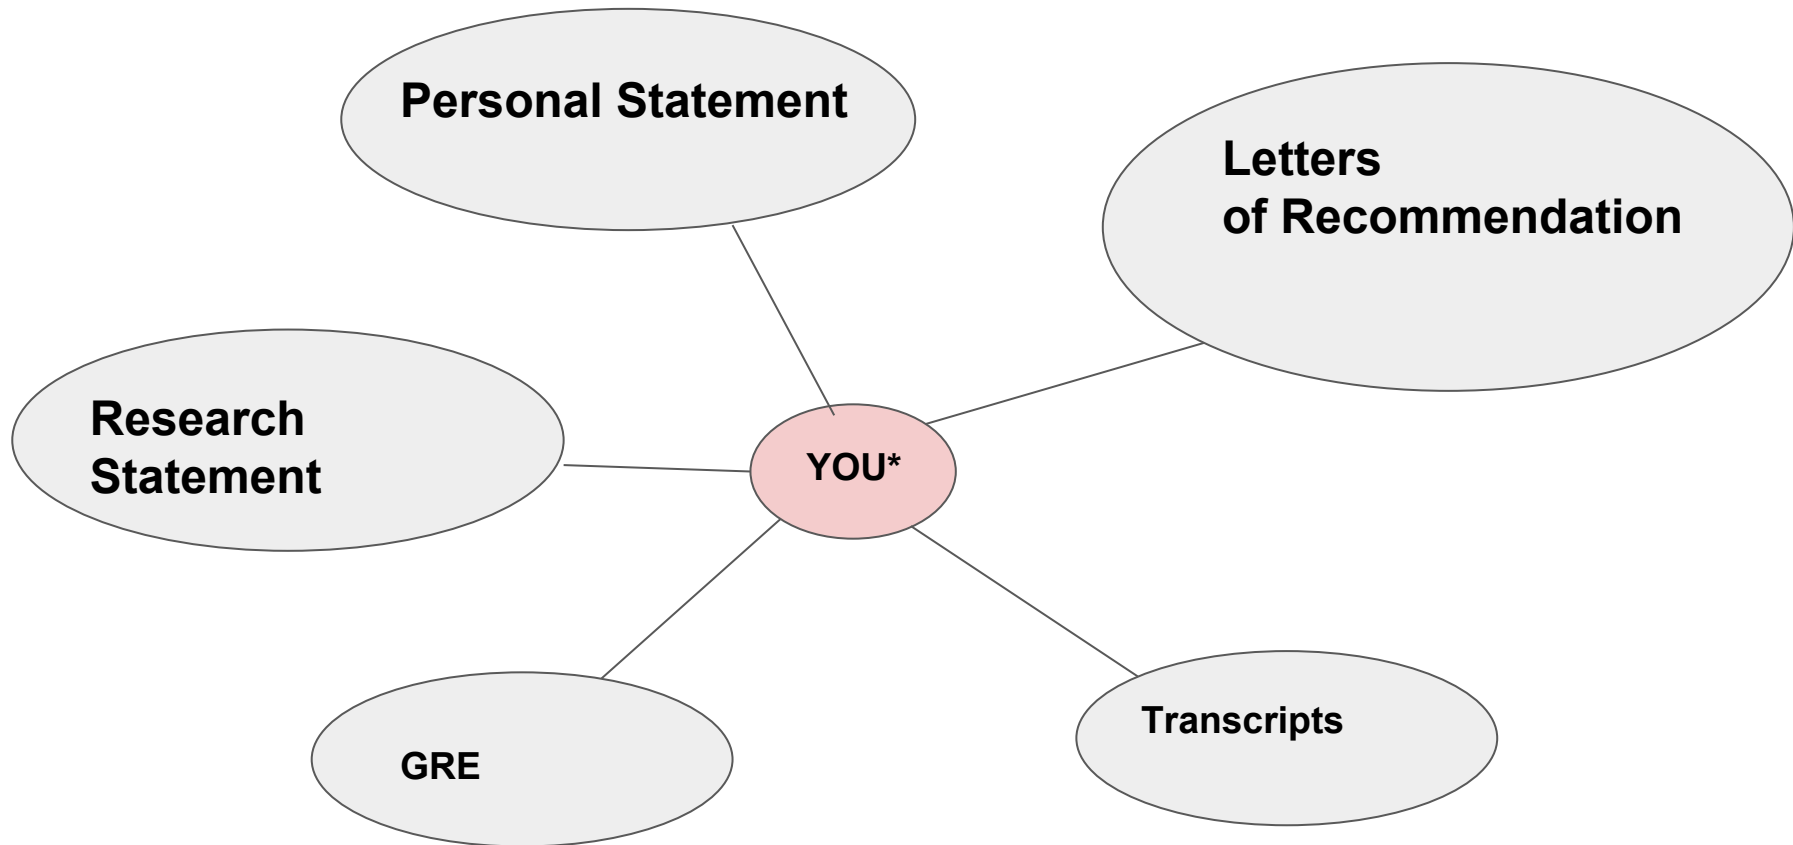 Personal Statement
Letters
of Recommendation
Research
Statement
YOU*
Transcripts
GRE